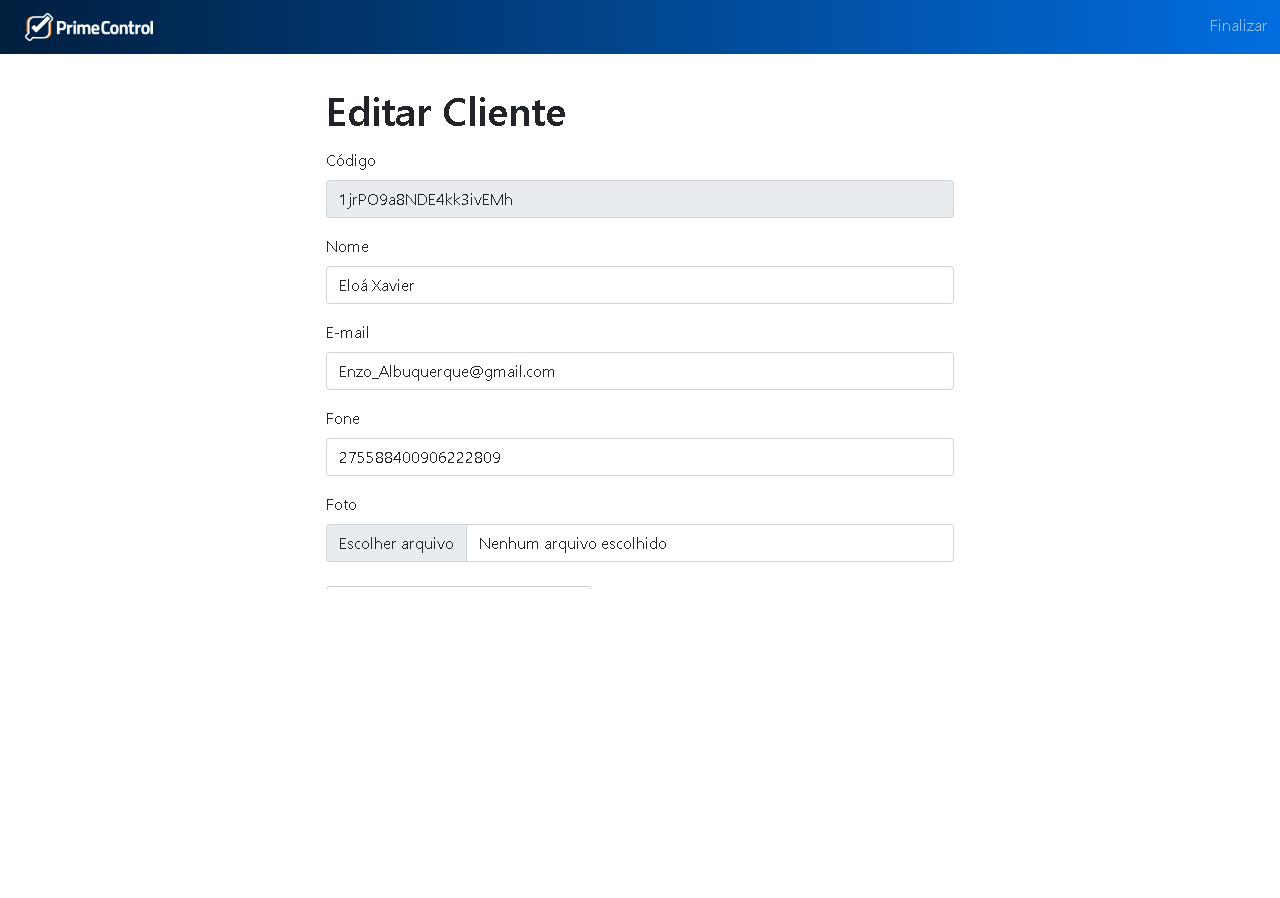 PrimeControl
Finalizar
Editar Cliente
Código
1jrPO9a8NDE4kk3ivEMh
Nome
Eloá Xavier
E-mail
Enzo_Albuquerque@gmail.com
Fone
275588400906222809
Foto
Escolher arquivo Nenhum arquivo escolhido